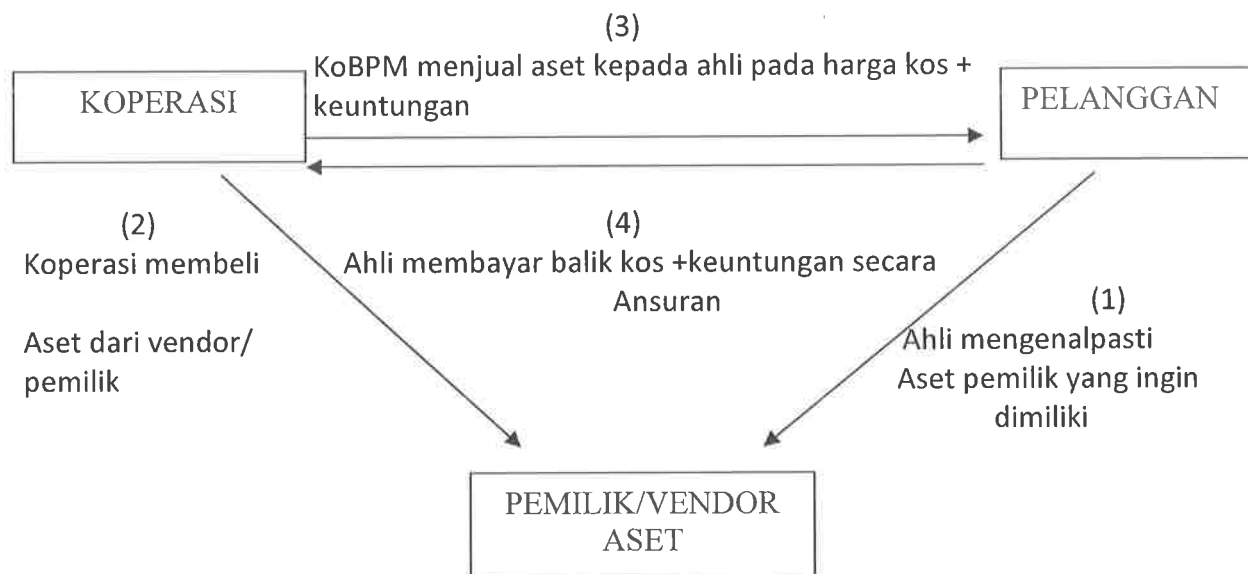 (3)
KoBPM menjual aset kepada ahli pada harga kos +
keuntungan
KOPERASI
PELANGGAN
(2)
Koperasi membeli
Aset dari vendor/
pemilik
(4)
Ahli membayar balik kos +keuntungan secara
Ansuran
(1)
Ahli mengenalpasti
Aset pemilik yang ingin
dimiliki
PEMILIK/VENDOR
ASET